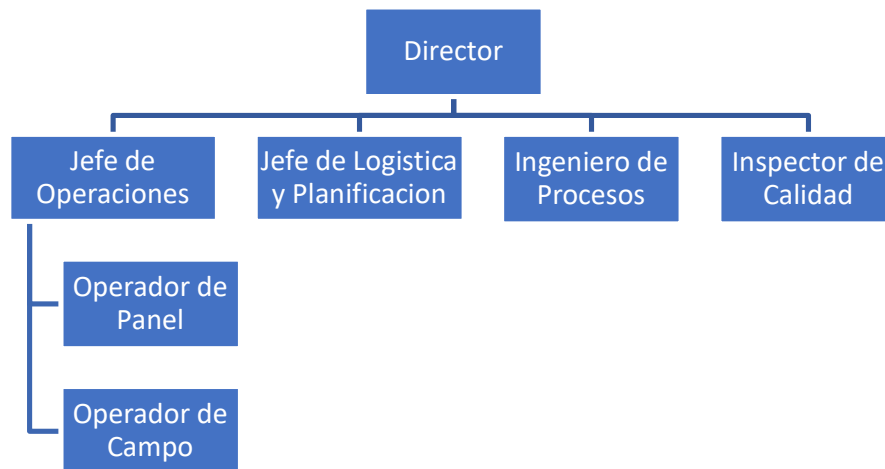 Director
Jefe de
Operaciones
Jefe de Logistica
y Planificacion
Ingeniero de
Procesos
Inspector de
Calidad
Operador de
Panel
Operador de
Campo